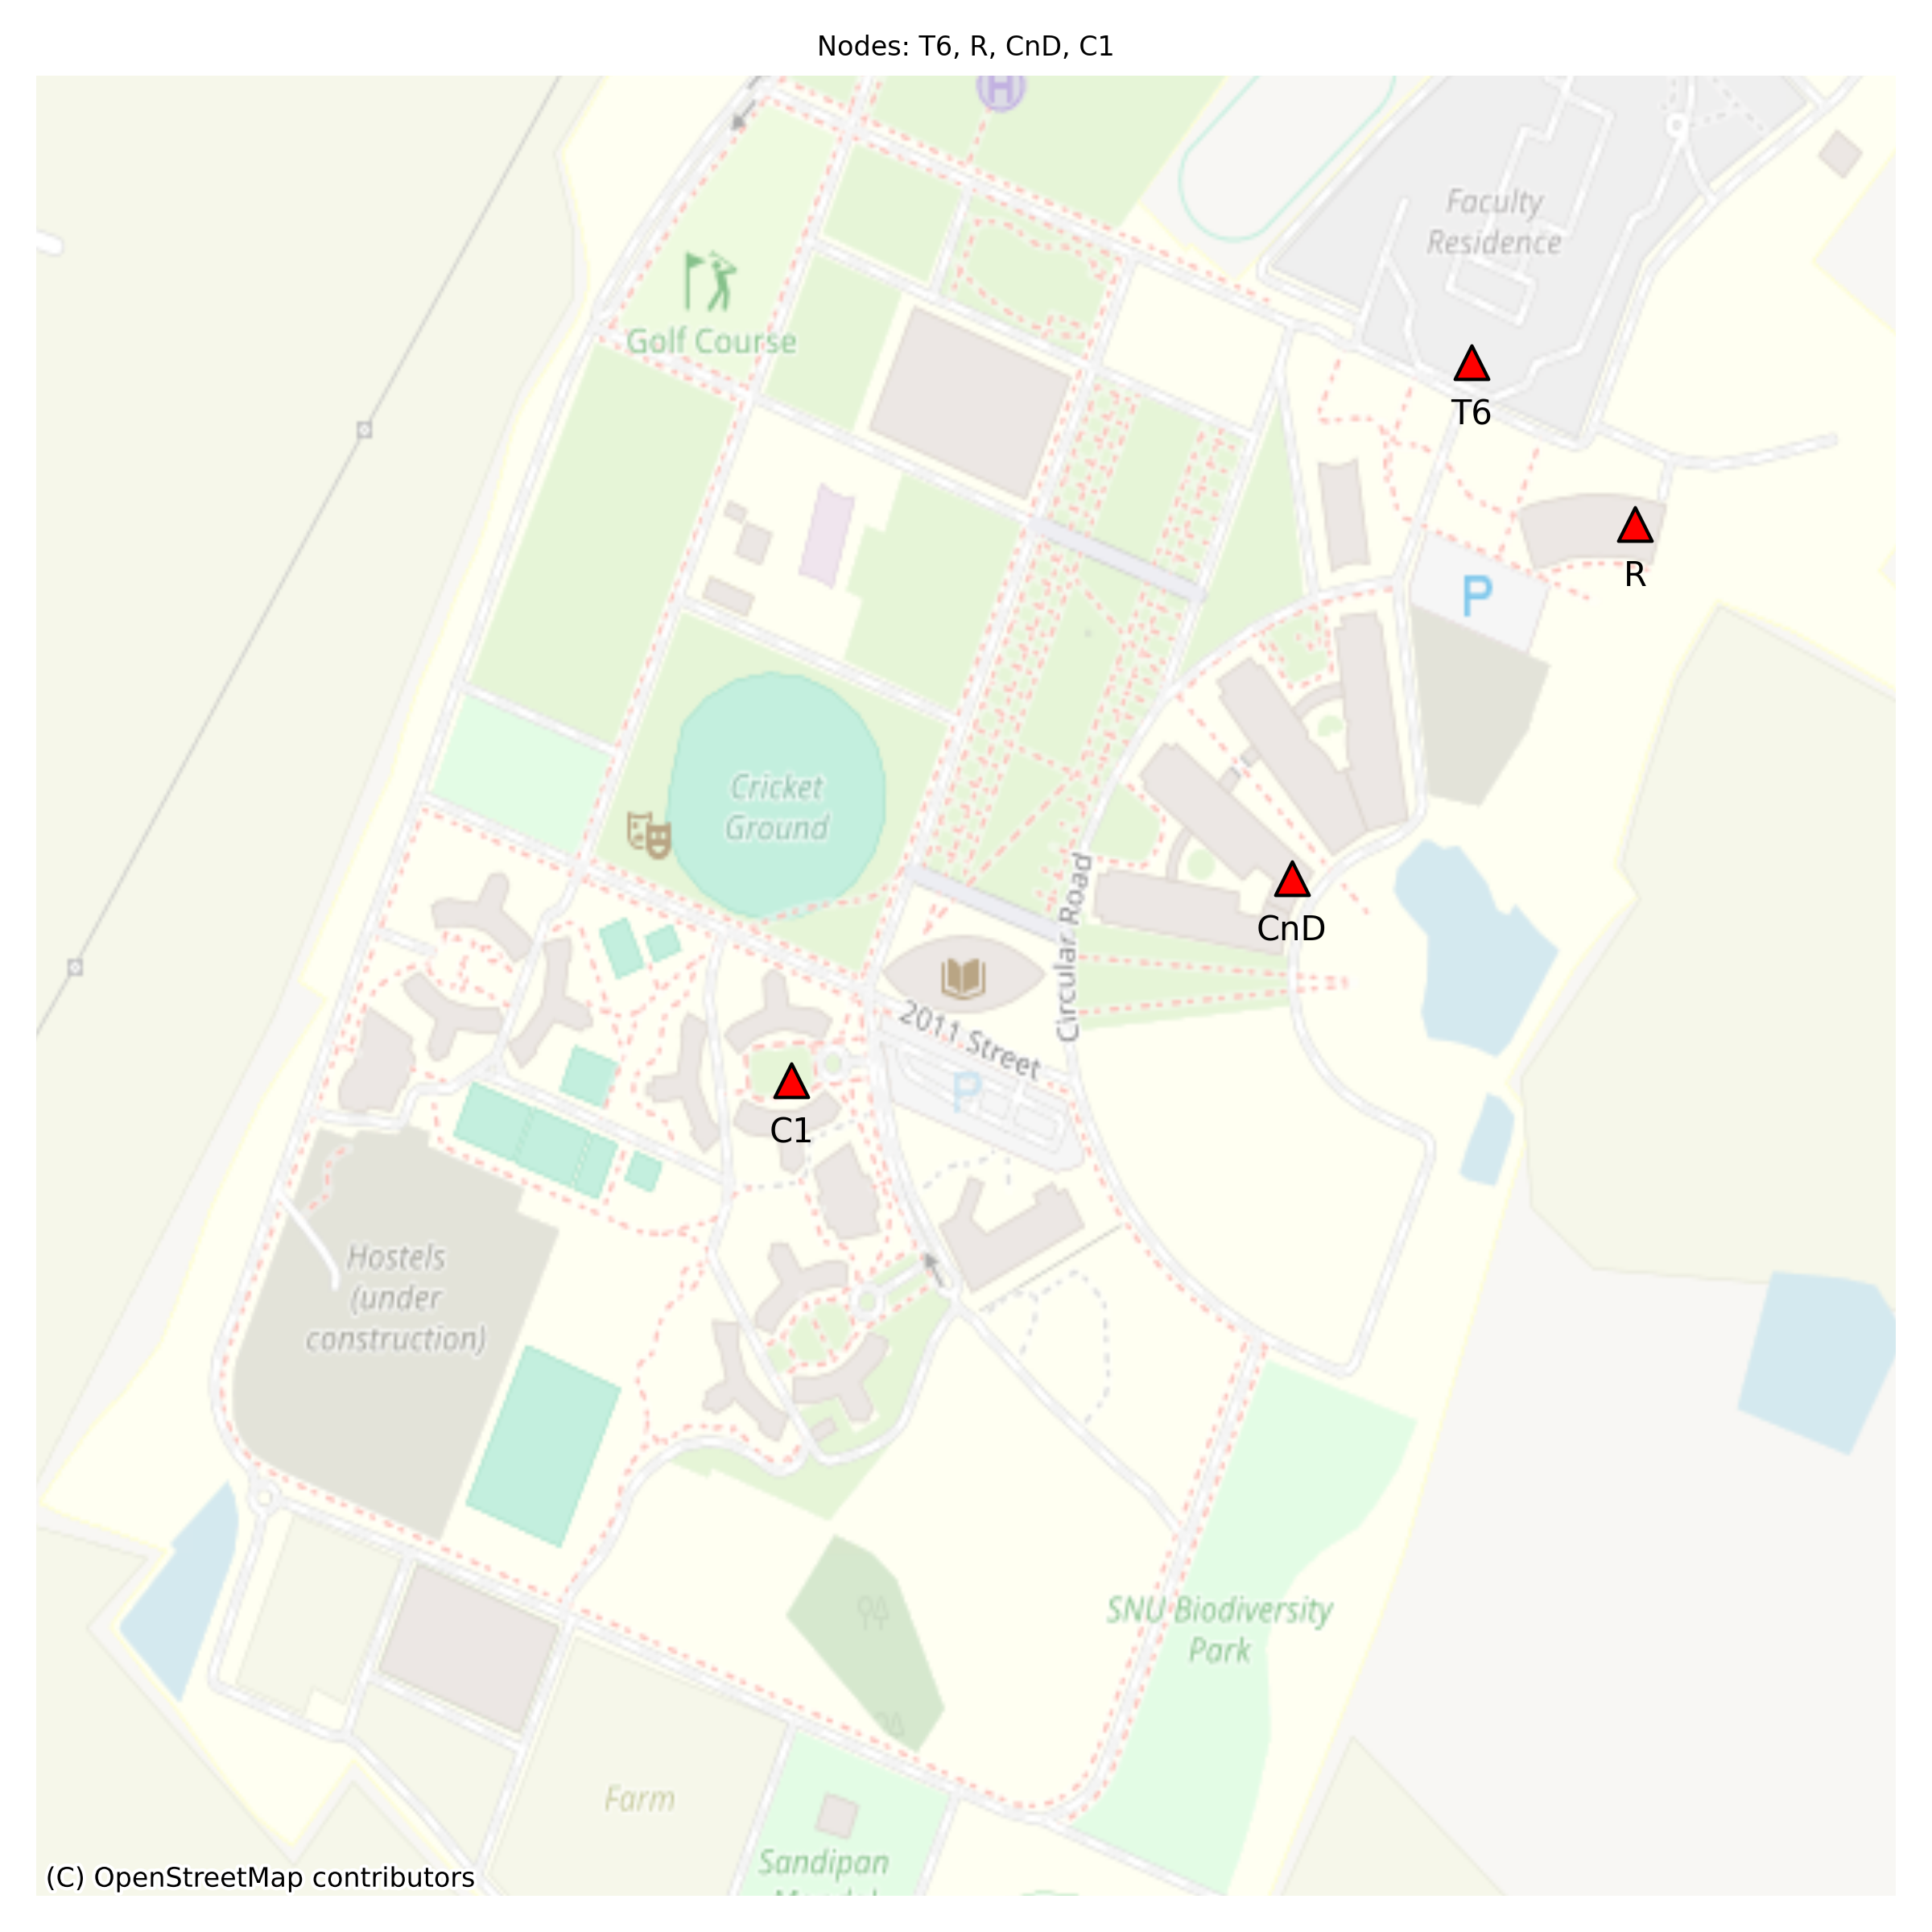 Nodes: T6, R, CnD, C1
H
Faculty
Residence
Golf Course
T6
R
P
Cricket
Ground
CnD
Circular Road
2011 Street
P
C1
Hostels
(under
construction)
SNU Biodiversity
Park
Farm
Sandipan
(C) OpenStreetMap contributors